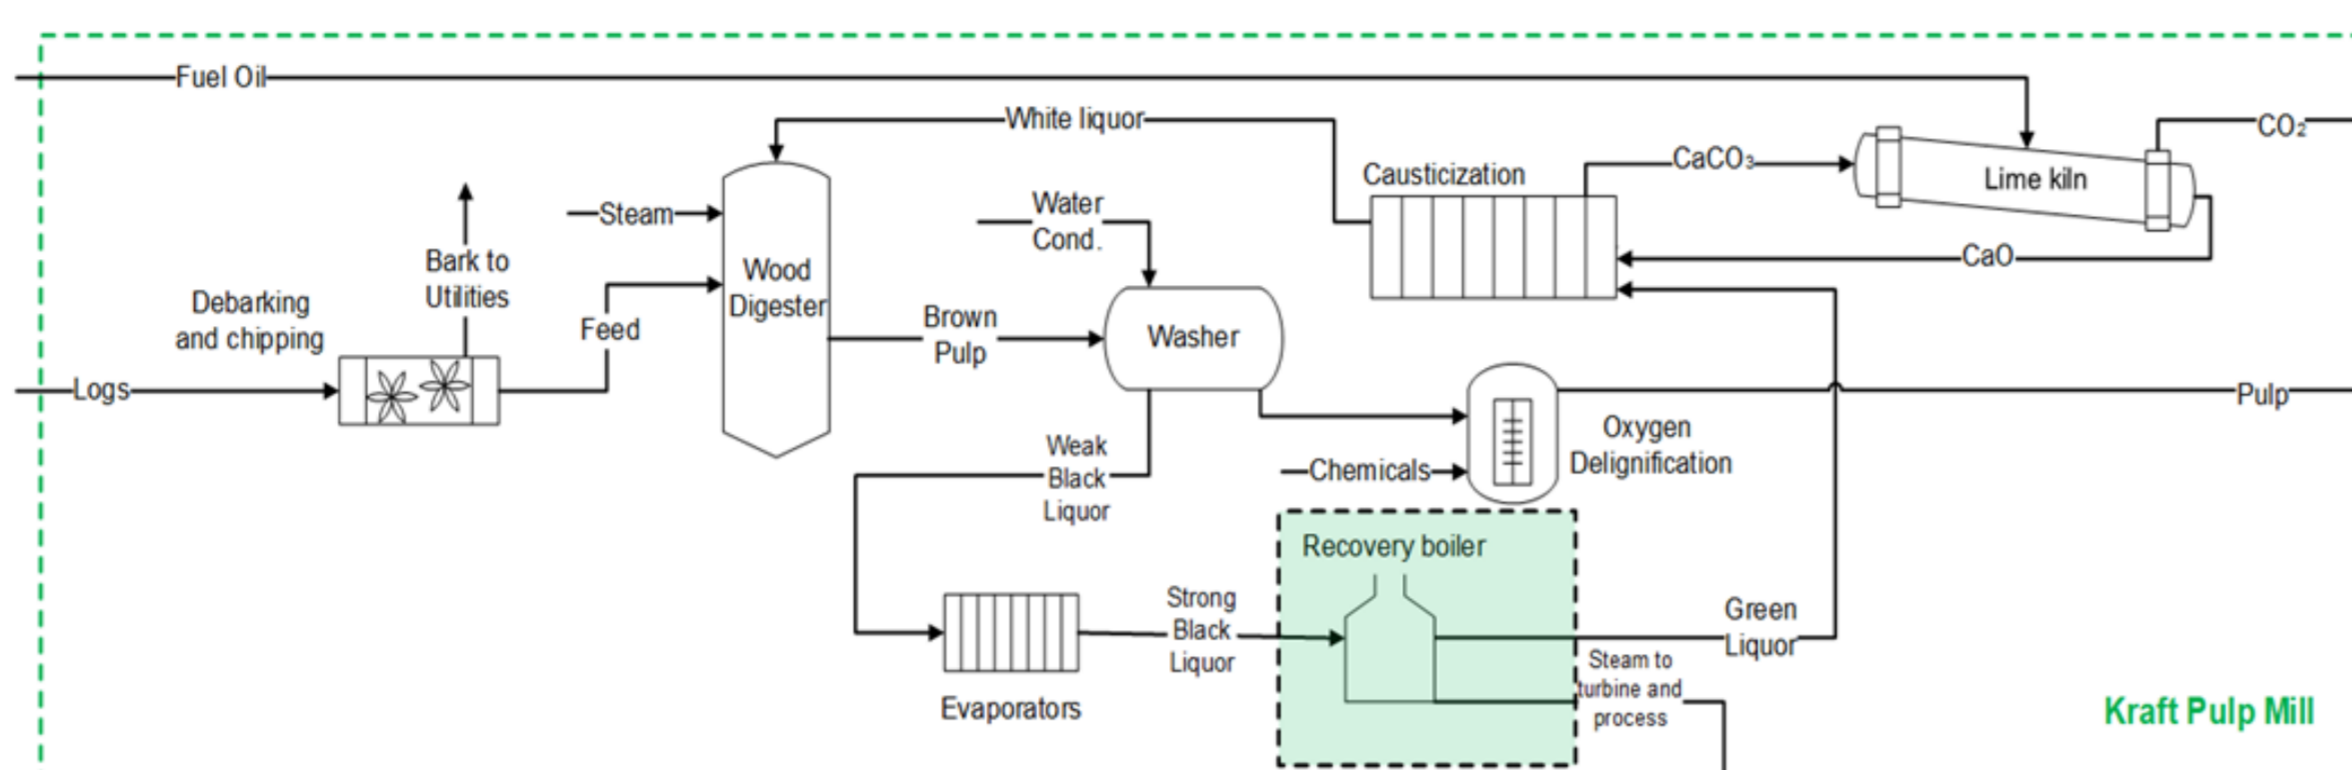 Fuel Oil
White liquor
CO₂
CaCO₃
Causticization
Lime kiln
Steam
Water
Cond.
Bark to
Utilities
CaO
Wood
Digester
Debarking
and chipping
Feed
Brown
Pulp
Washer
Logs
Pulp
Oxygen
Delignification
Weak
Black
Liquor
Chemicals
Recovery boiler
Strong
Black
Liquor
Green
Liquor
Steam to
turbine and
process
Evaporators
Kraft Pulp Mill